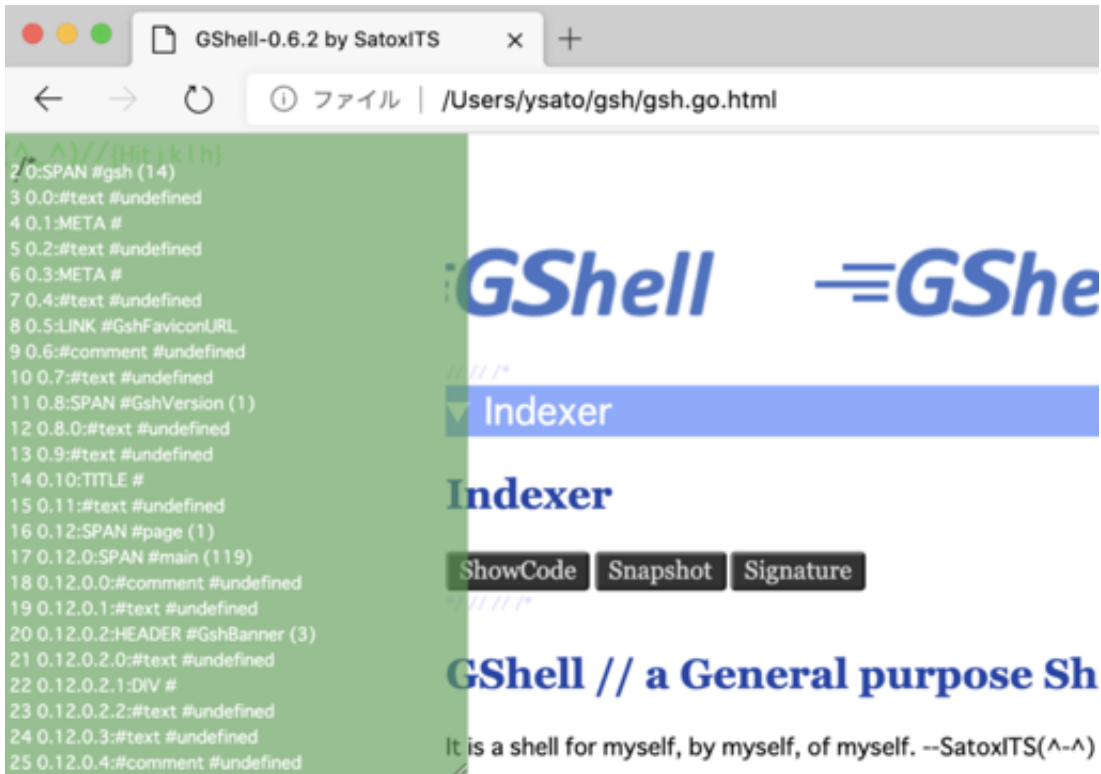 GShell-0.6.2 by SatoxITS
ファイル | /Users/ysato/gsh/gsh.go.html
(^_^)//{Hit j k l h}
/*
2 0:SPAN #gsh (14)
3 0.0:#text #undefined
4 0.1:META #
5 0.2:#text #undefined
6 0.3:META #
7 0.4:#text #undefined
8 0.5:LINK #GshFaviconURL
9 0.6:#comment #undefined
10 0.7:#text #undefined
11 0.8:SPAN #GshVersion (1)
12 0.8.0:#text #undefined
13 0.9:#text #undefined
14 0.10:TITLE #
15 0.11:#text #undefined
16 0.12:SPAN #page (1)
17 0.12.0:SPAN #main (119)
18 0.12.0.0:#comment #undefined
19 0.12.0.1:#text #undefined
20 0.12.0.2:HEADER #GshBanner (3)
21 0.12.0.2.0:#text #undefined
22 0.12.0.2.1:DIV #
23 0.12.0.2.2:#text #undefined
24 0.12.0.3:#text #undefined
25 0.12.0.4:#comment #undefined
GShell GShe
// // /*
Indexer
Indexer
ShowCode Snapshot Signature
*/ // // /*
GShell // a General purpose Sh
It is a shell for myself, by myself, of myself. --SatoxITS(^-^)